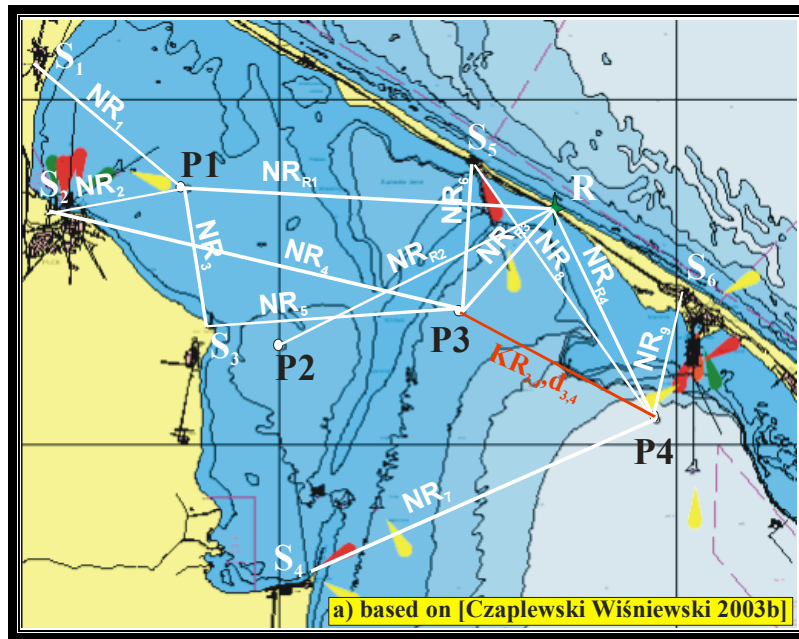 S1
NR1
S2
NR2
P1
NRR1
S5
R
NR3
NR4
NR6
NRR3
NR8
NRR4
NRR2
S6
NR5
S3
P2
P3
KR3,4,d3,4
NR9
P4
NR7
S4
a) based on [Czaplewski Wiśniewski 2003b]